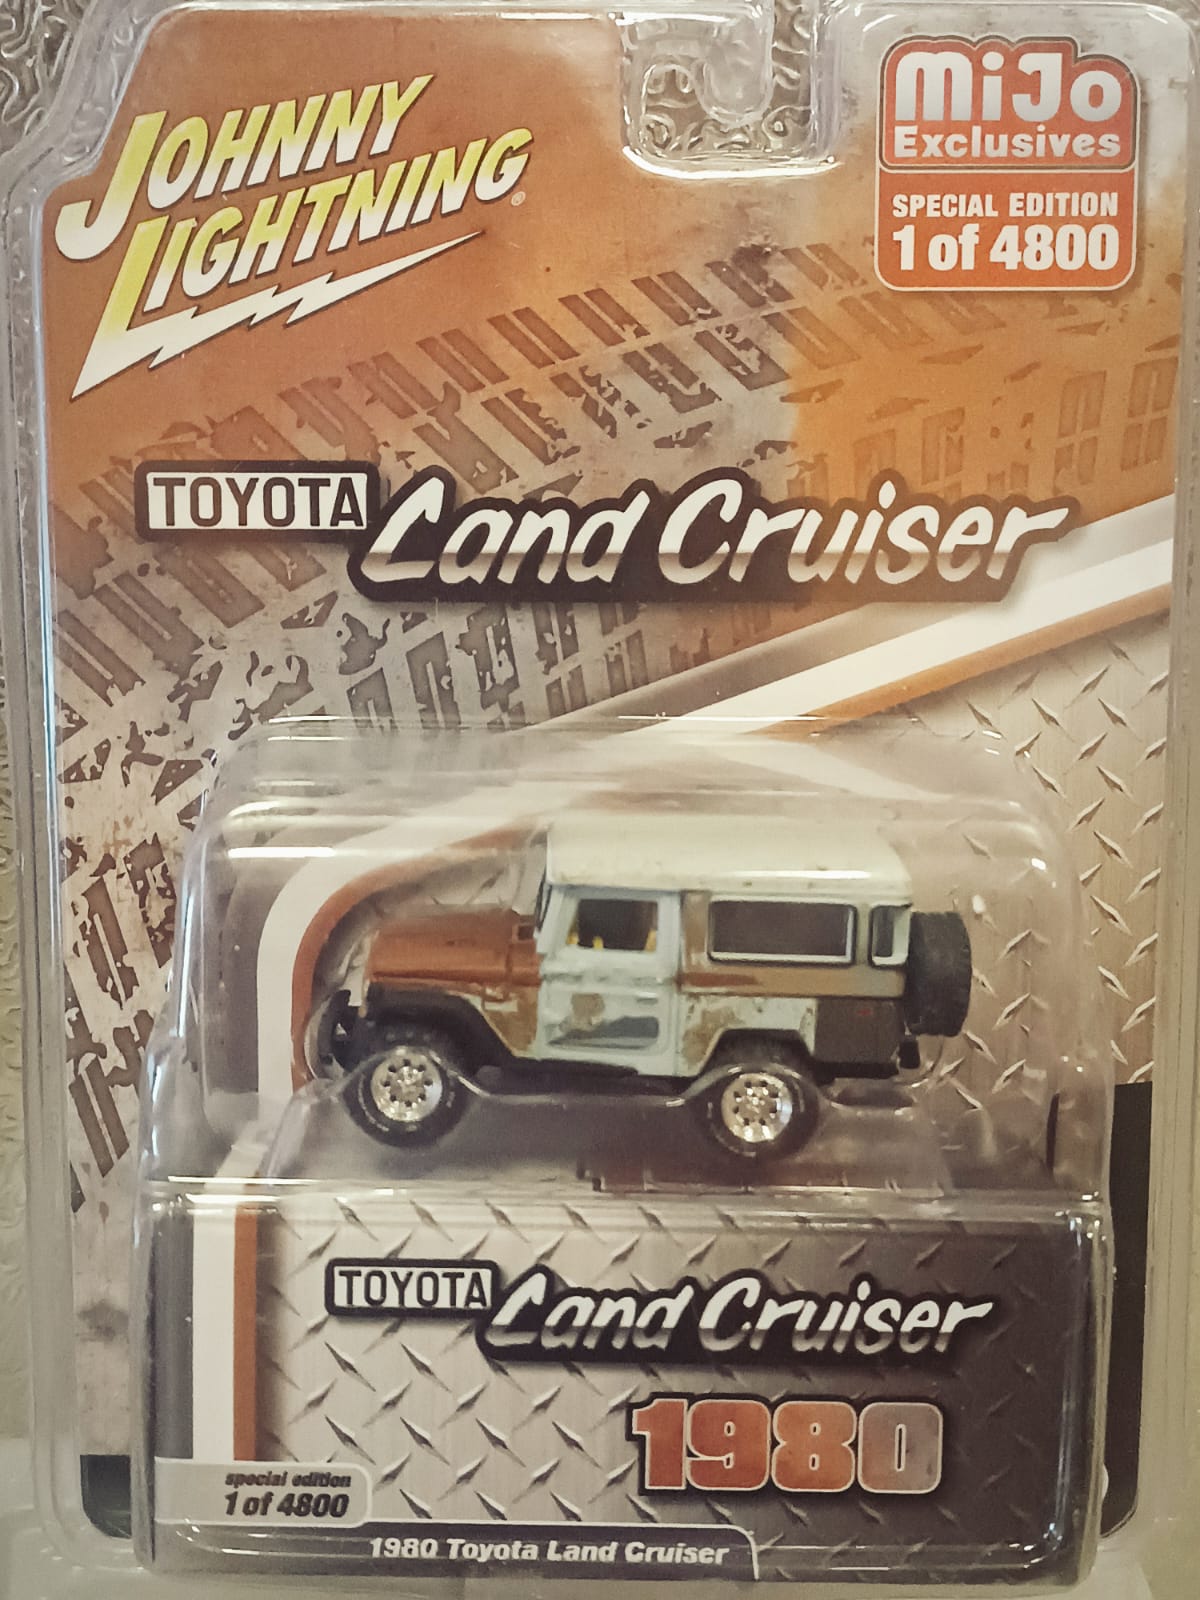 JOHNNY
LIGHTNING®
MiJo
Exclusives
SPECIAL EDITION
1 of 4800
TOYOTA Land Cruiser
TOYOTA Land Cruiser
1980
special edition
1 of 4800
1980 Toyota Land Cruiser